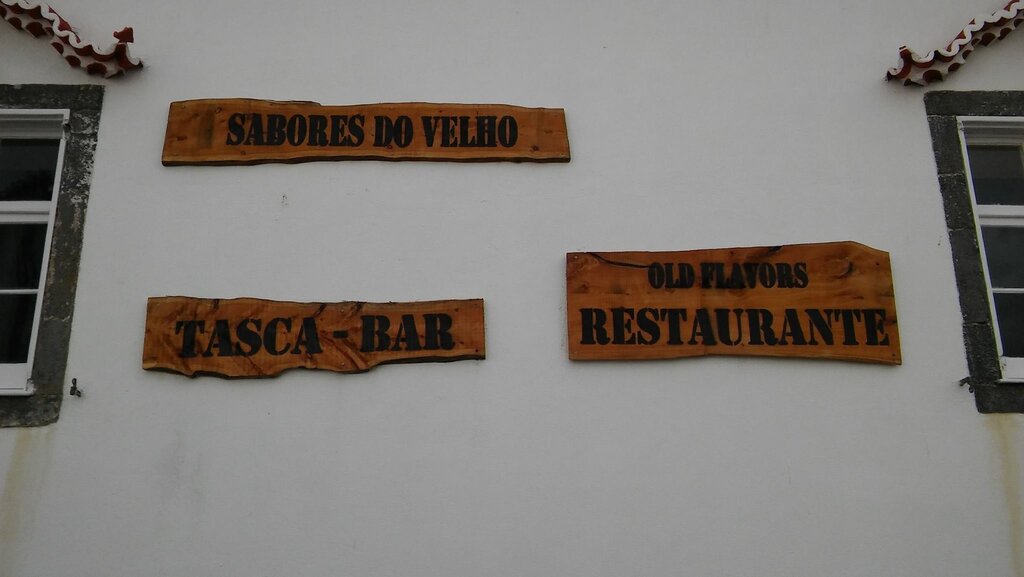 SABORES DO VELHO
TASCA - BAR
OLD FLAVORS
RESTAURANTE